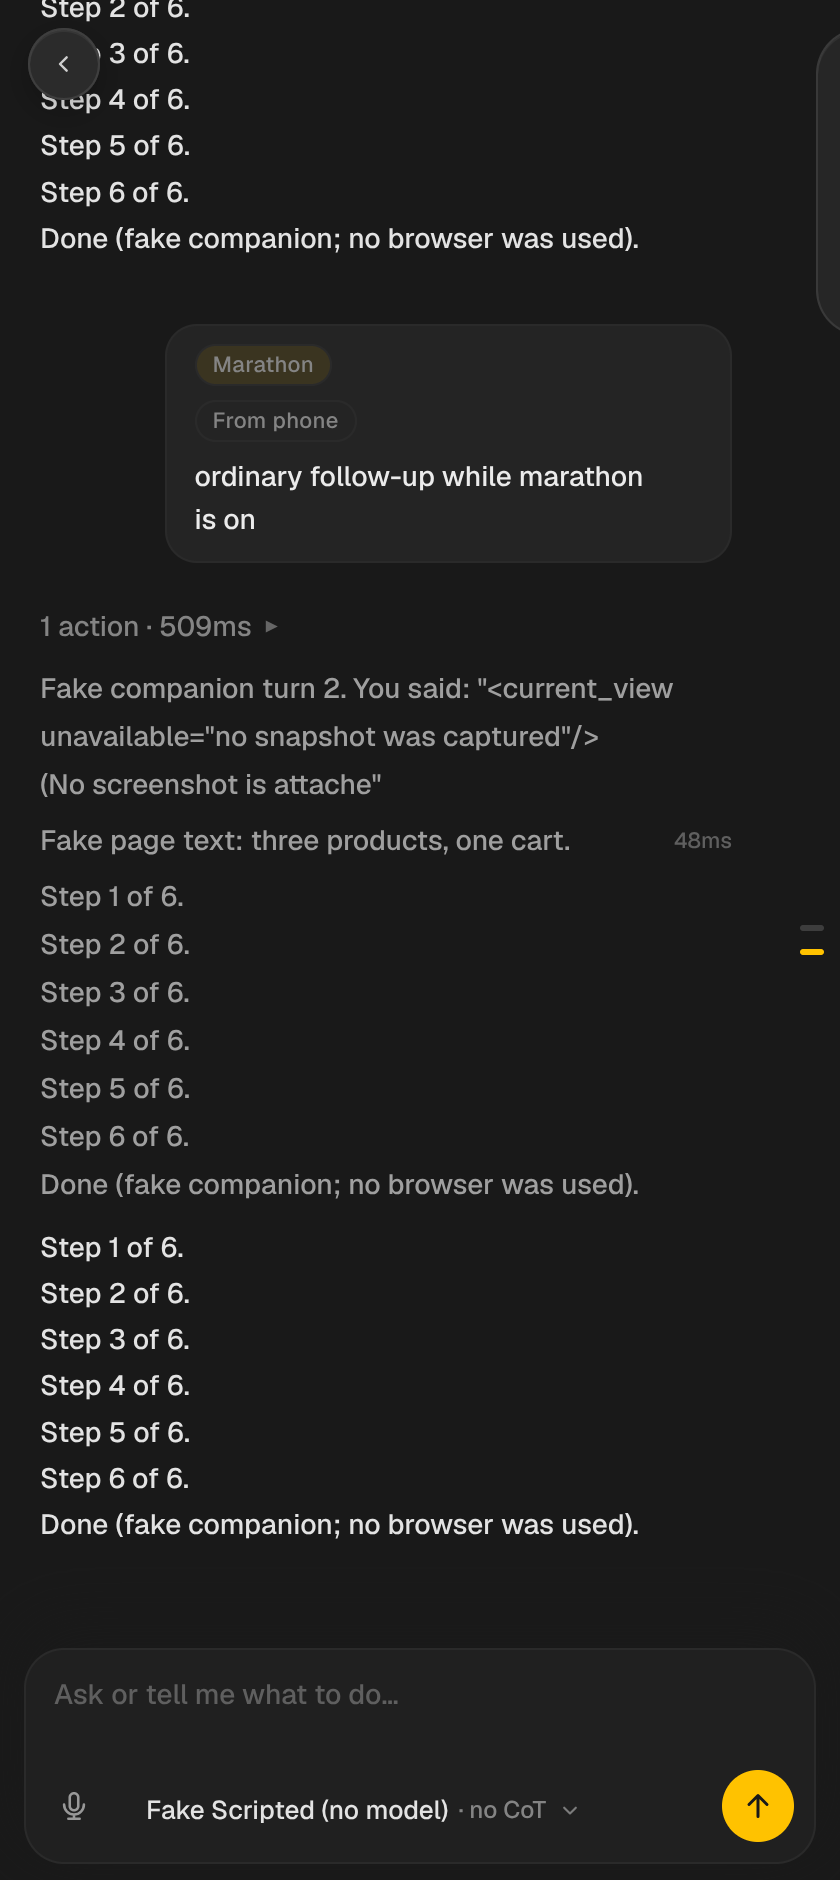 Step 2 of 6.
3 of 6.
Step 4 of 6.
Step 5 of 6.
Step 6 of 6.
Done (fake companion; no browser was used).
Marathon
From phone
ordinary follow-up while marathon
is on
1 action · 509ms ▸
Fake companion turn 2. You said: "<current_view
unavailable="no snapshot was captured"/>
(No screenshot is attache"
Fake page text: three products, one cart. 48ms
Step 1 of 6.
Step 2 of 6.
Step 3 of 6.
Step 4 of 6.
Step 5 of 6.
Step 6 of 6.
Done (fake companion; no browser was used).
Step 1 of 6.
Step 2 of 6.
Step 3 of 6.
Step 4 of 6.
Step 5 of 6.
Step 6 of 6.
Done (fake companion; no browser was used).
Ask or tell me what to do…
Fake Scripted (no model) · no CoT